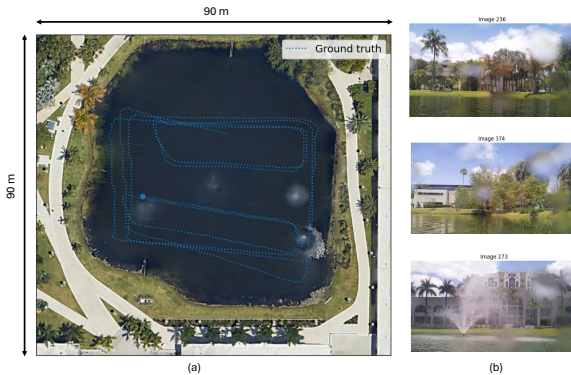 90 m
90 m
Ground truth
(a)
Image 236
Image 374
Image 273
(b)